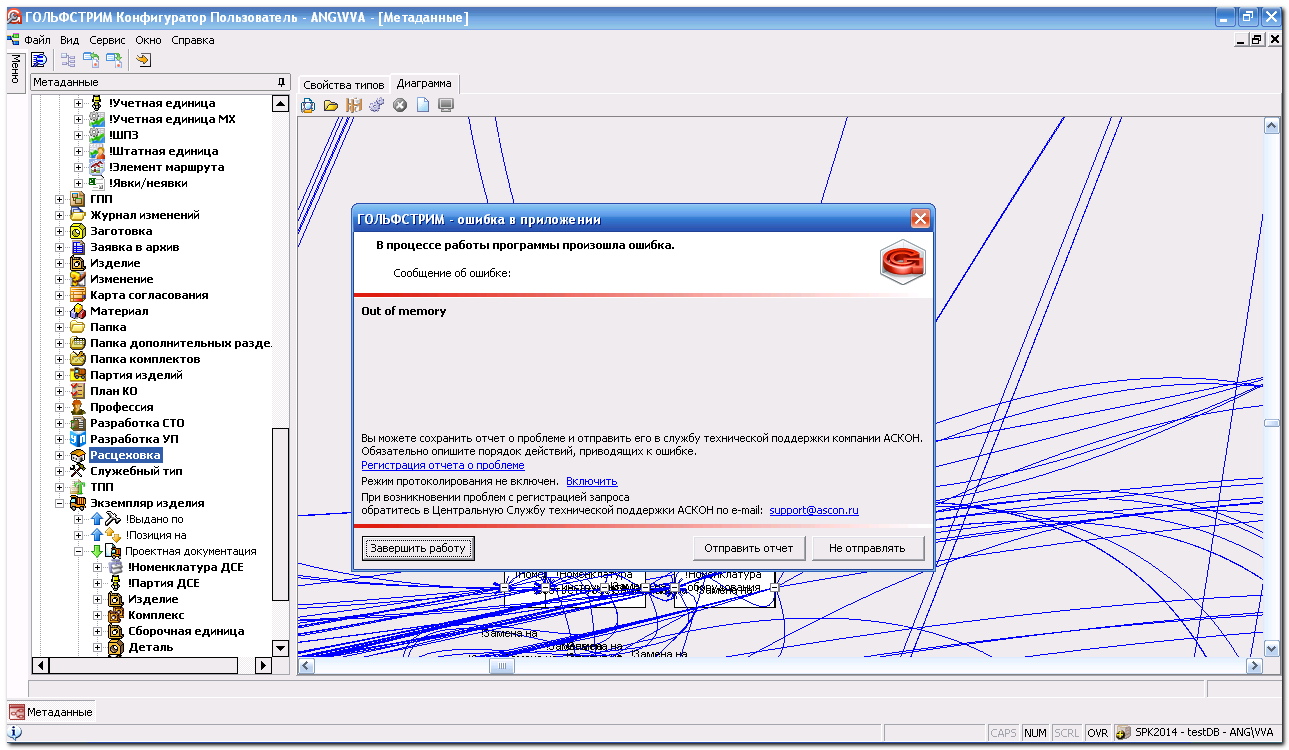 ГОЛЬФСТРИМ Конфигуратор Пользователь - ANG\VVA - [Метаданные]
Файл Вид Сервис Окно Справка
Меню
Метаданные
!Учетная единица
!Учетная единица МХ
!ШПЗ
!Штатная единица
!Элемент маршрута
!Явки/неявки
ГПП
Журнал изменений
Заготовка
Заявка в архив
Изделие
Изменение
Карта согласования
Материал
Папка
Папка дополнительных разде
Папка комплектов
Партия изделий
План КО
Профессия
Разработка СТО
Разработка УП
Расцеховка
Служебный тип
ТПП
Экземпляр изделия
!Выдано по
!Позиция на
Проектная документация
!Номенклатура ДСЕ
!Партия ДСЕ
Изделие
Комплекс
Сборочная единица
Деталь
Свойства типов Диаграмма
ГОЛЬФСТРИМ - ошибка в приложении
В процессе работы программы произошла ошибка.
Сообщение об ошибке:
Out of memory
Вы можете сохранить отчет о проблеме и отправить его в службу технической поддержки компании АСКОН.
Обязательно опишите порядок действий, приводящих к ошибке.
Регистрация отчета о проблеме
Режим протоколирования не включен. Включить
При возникновении проблем с регистрацией запроса
обратитесь в Центральную Службу технической поддержки АСКОН по e-mail: support@ascon.ru
Завершить работу Отправить отчет Не отправлять
!Номенклатура !Номенклатура
оборудования
!Замена на
!Замена на
!Замена на
Метаданные
CAPS NUM SCRL OVR SPK2014 - testDB - ANG\VVA